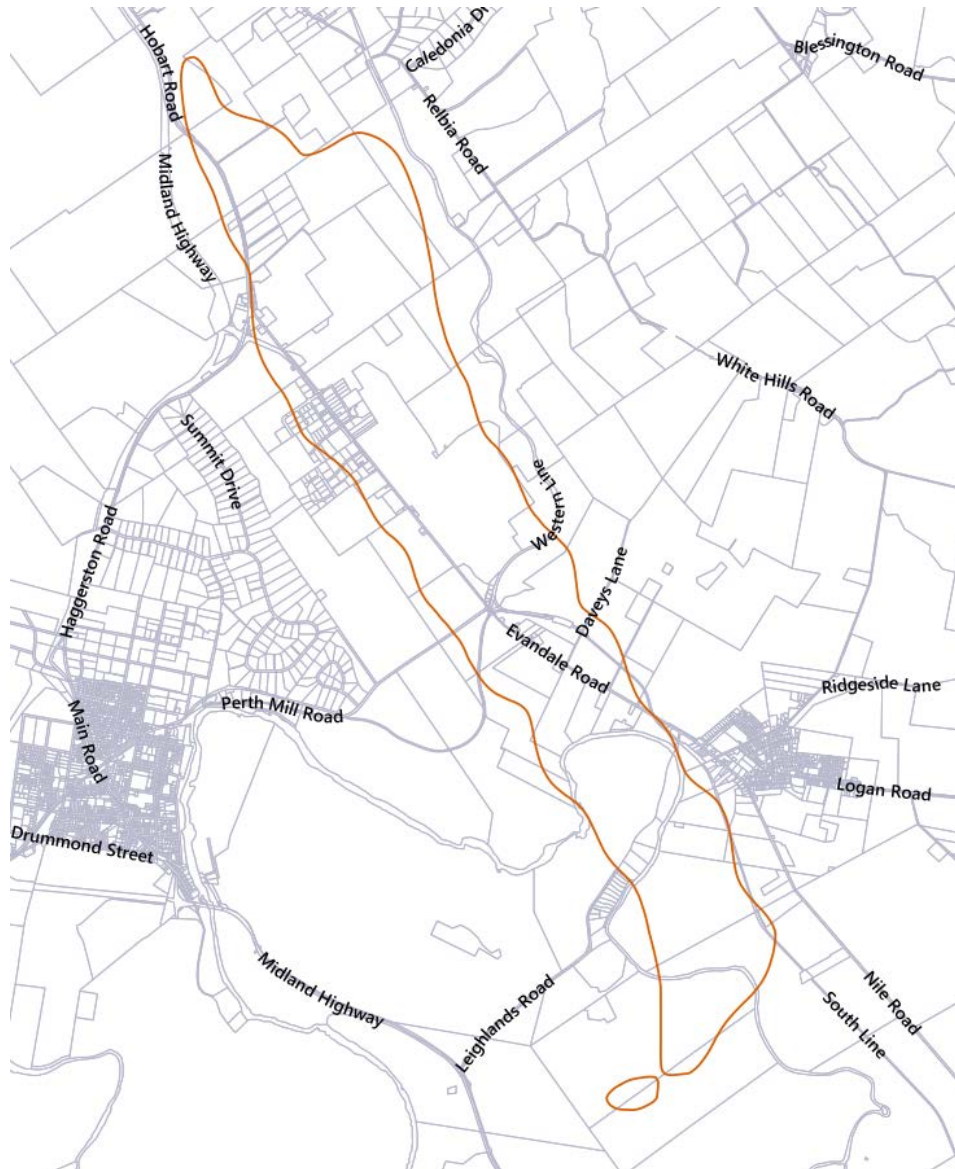 Hobart Road
Caledonia Dr
Blessington Road
Relbia Road
Midland Highway
White Hills Road
Summit Drive
Western Line
Haggerston Road
Daveys Lane
Evandale Road
Ridgeside Lane
Perth Mill Road
Main Road
Logan Road
Drummond Street
Midland Highway
Leighlands Road
Nile Road
South Line